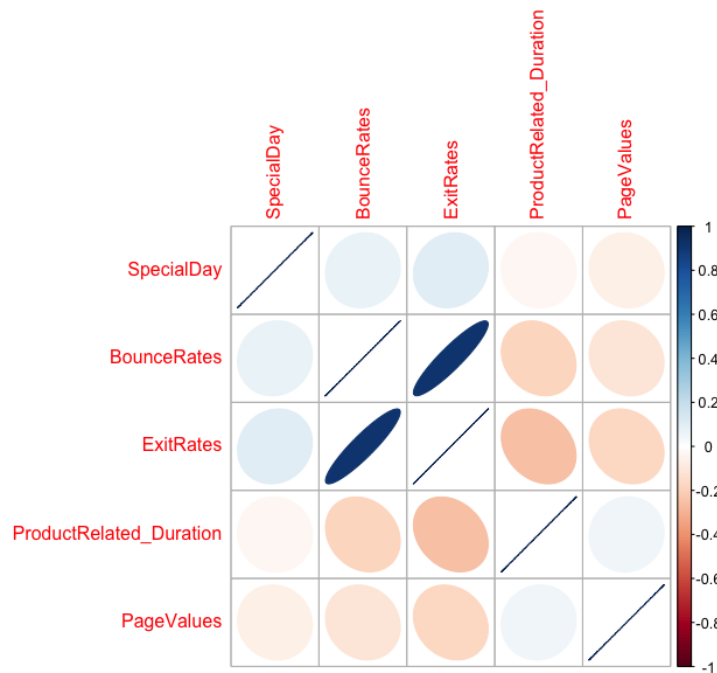 SpecialDay
BounceRates
ExitRates
ProductRelated_Duration
PageValues
SpecialDay
BounceRates
ExitRates
ProductRelated_Duration
PageValues
1
0.8
0.6
0.4
0.2
0
-0.2
-0.4
-0.6
-0.8
-1